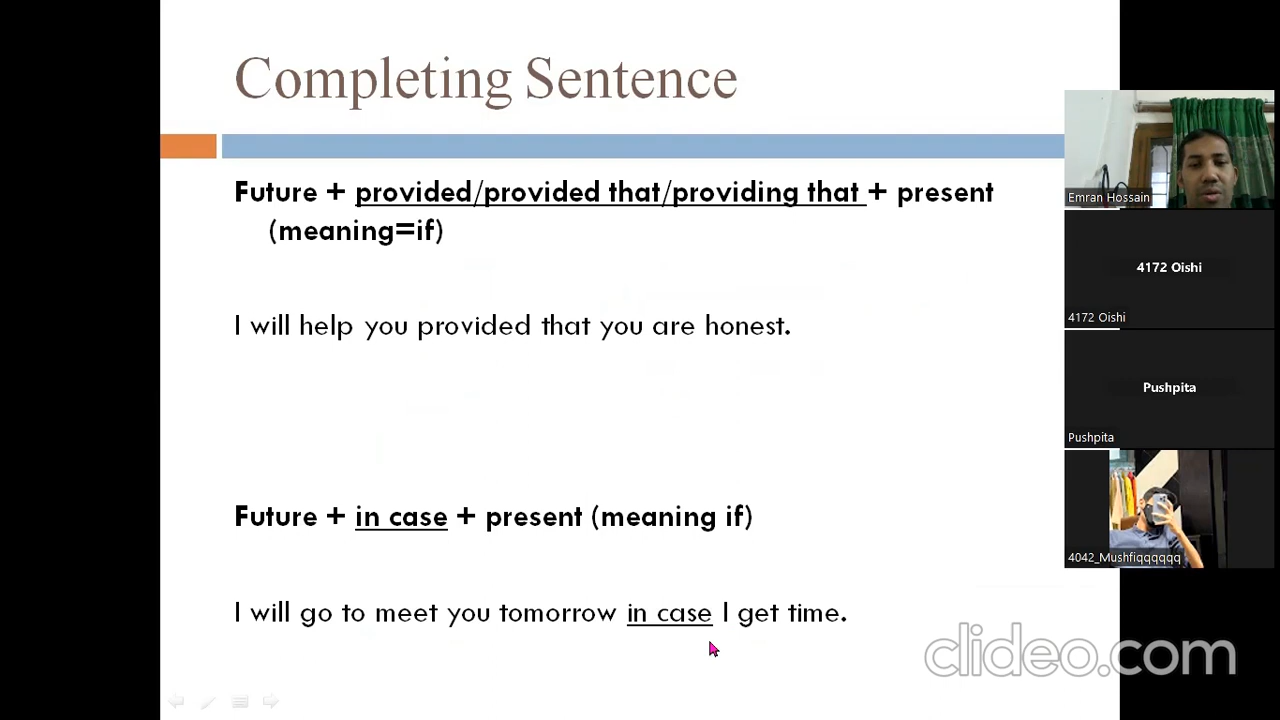 Completing Sentence
Future + provided/provided that/providing that + present
(meaning=if)
I will help you provided that you are honest.
Future + in case + present (meaning if)
I will go to meet you tomorrow in case I get time.
Emran Hossain
4172 Oishi
4172 Oishi
Pushpita
Pushpita
4042_Mushfiqqqqqq
clideo.com